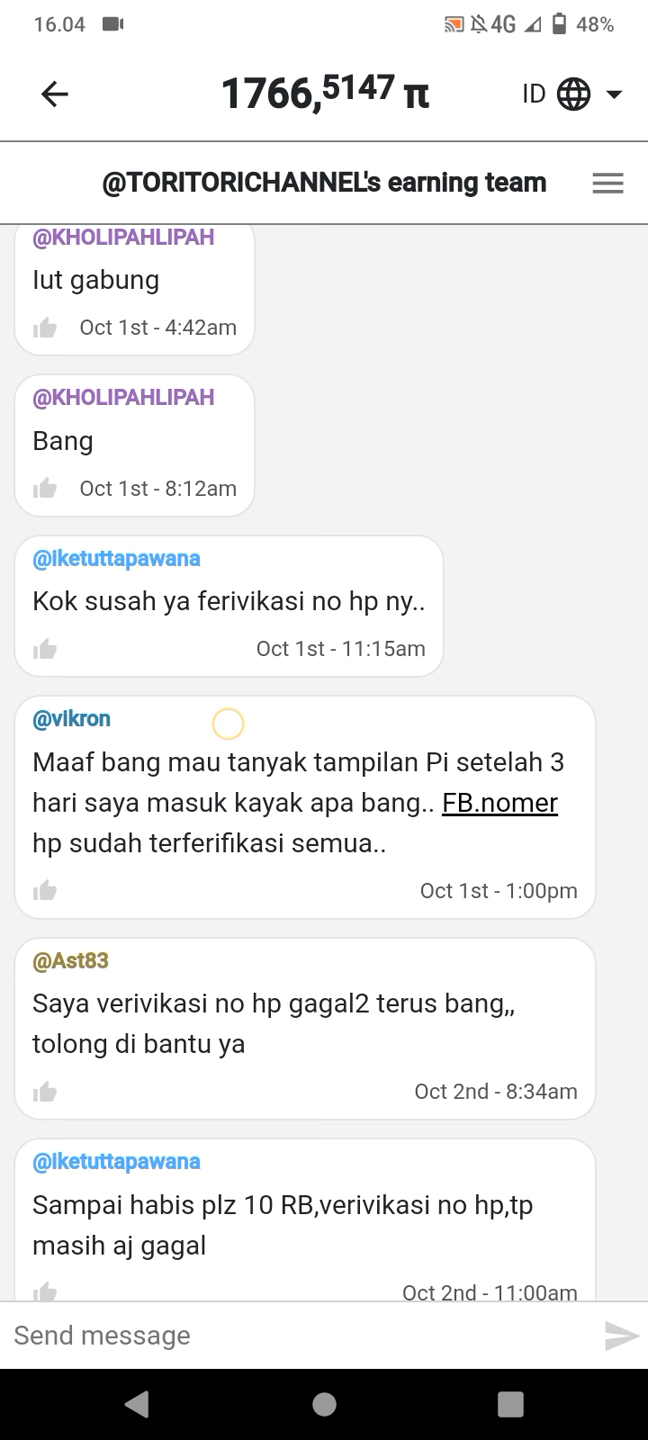 16.04 4G 48%
1766,5147 π ID
@TORITORICHANNEL's earning team
@KHOLIPAHLIPAH
Iut gabung
Oct 1st - 4:42am
@KHOLIPAHLIPAH
Bang
Oct 1st - 8:12am
@Iketuttapawana
Kok susah ya ferivikasi no hp ny..
Oct 1st - 11:15am
@vikron
Maaf bang mau tanyak tampilan Pi setelah 3
hari saya masuk kayak apa bang.. FB.nomer
hp sudah terferifikasi semua..
Oct 1st - 1:00pm
@Ast83
Saya verivikasi no hp gagal2 terus bang,,
tolong di bantu ya
Oct 2nd - 8:34am
@Iketuttapawana
Sampai habis plz 10 RB,verivikasi no hp,tp
masih aj gagal
Oct 2nd - 11:00am
Send message